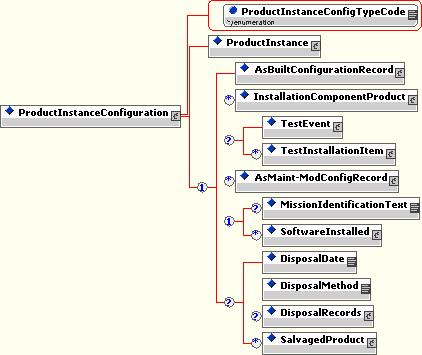 ProductInstanceConfigTypeCode
enumeration
ProductInstance
AsBuiltConfigurationRecord
InstallationComponentProduct
TestEvent
TestInstallationItem
ProductInstanceConfiguration
AsMaint-ModConfigRecord
MissionIdentificationText
SoftwareInstalled
DisposalDate
DisposalMethod
DisposalRecords
SalvagedProduct